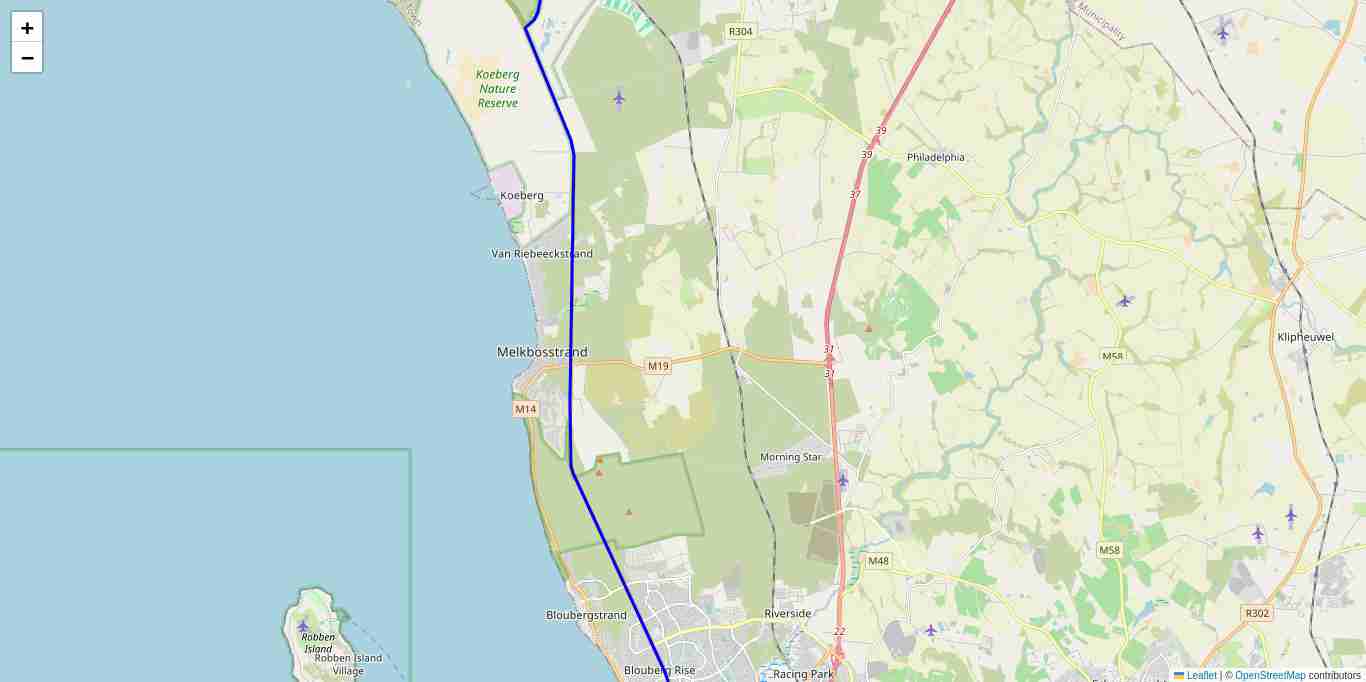 +
−
Town
R304
Municipality
Koeberg
Nature
Reserve
39
39
Philadelphia
37
Koeberg
Van Riebeeckstrand
Klipheuwel
31
Melkbosstrand
M19
M58
31
M14
Morning Star
M58
M48
Bloubergstrand
Riverside
R302
22
Robben
Island
Robben Island
Village
Blouberg Rise
Racing Park
Leaflet | © OpenStreetMap contributors